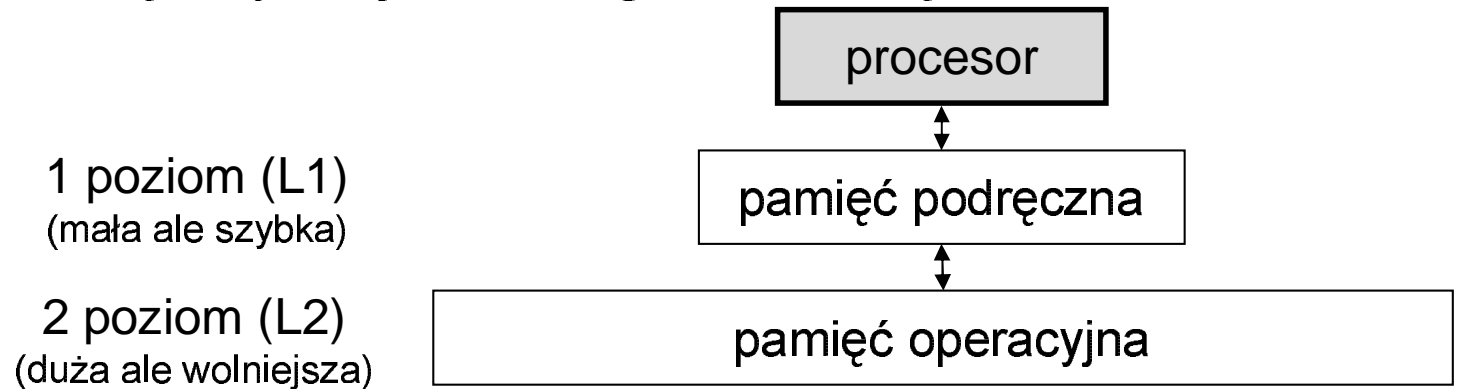 procesor
1 poziom (L1)
(mała ale szybka)
pamięć podręczna
2 poziom (L2)
(duża ale wolniejsza)
pamięć operacyjna